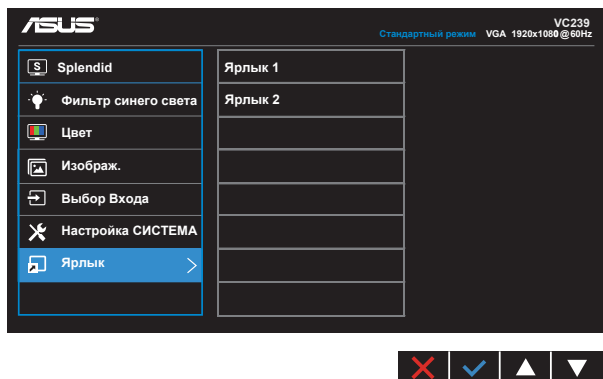 ASUS
VC239
Стандартный режим VGA 1920x1080@60Hz
S Splendid
Фильтр синего света
Цвет
Изображ.
Выбор Входа
Настройка СИСТЕМА
Ярлык
Ярлык 1
Ярлык 2